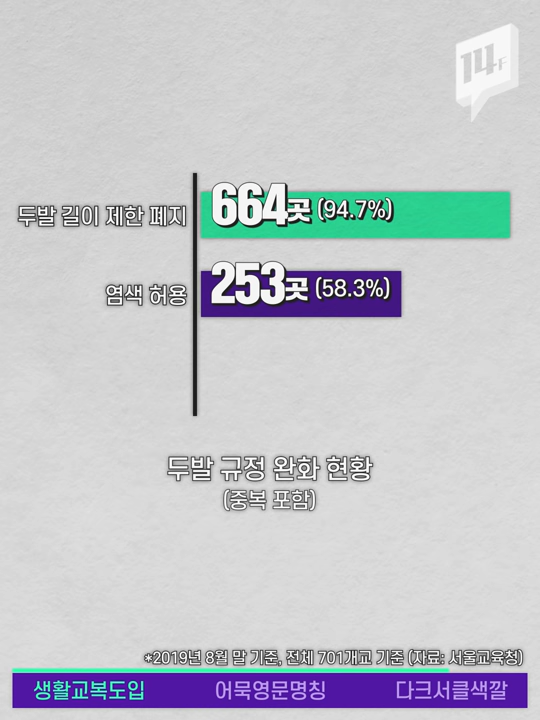 14F
두발 길이 제한 폐지
664곳 (94.7%)
염색 허용
253곳 (58.3%)
두발 규정 완화 현황
(중복 포함)
*2019년 8월 말 기준, 전체 701개교 기준 (자료: 서울교육청)
생활교복도입 어묵영문명칭 다크서클색깔